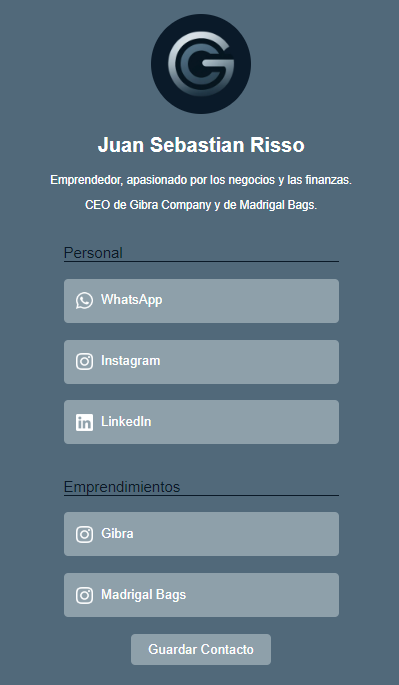 Juan Sebastian Risso
Emprendedor, apasionado por los negocios y las finanzas.
CEO de Gibra Company y de Madrigal Bags.
Personal
WhatsApp
Instagram
LinkedIn
Emprendimientos
Gibra
Madrigal Bags
Guardar Contacto